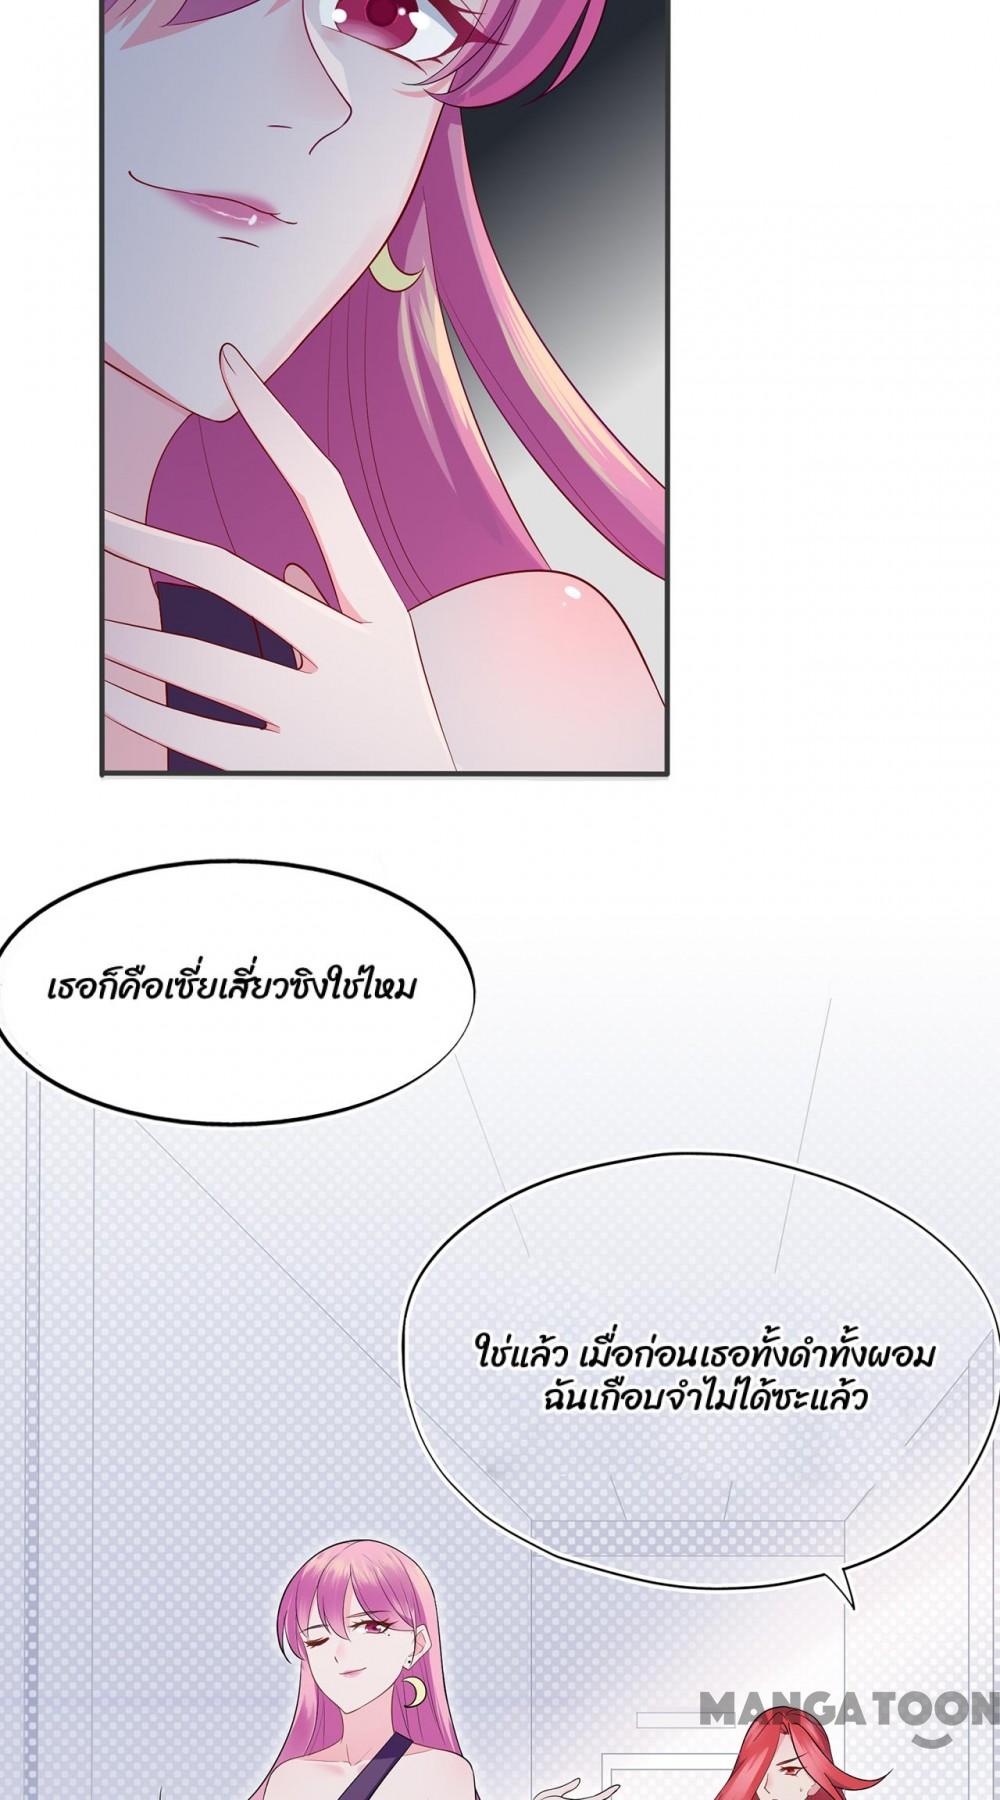 เธอก็คือเซี่ยเสี่ยวซิงใช่ไหม
ใช่แล้ว เมื่อก่อนเธอทั้งดำทั้งผอม
ฉันเกือบจำไม่ได้ซะแล้ว
MANGATOON